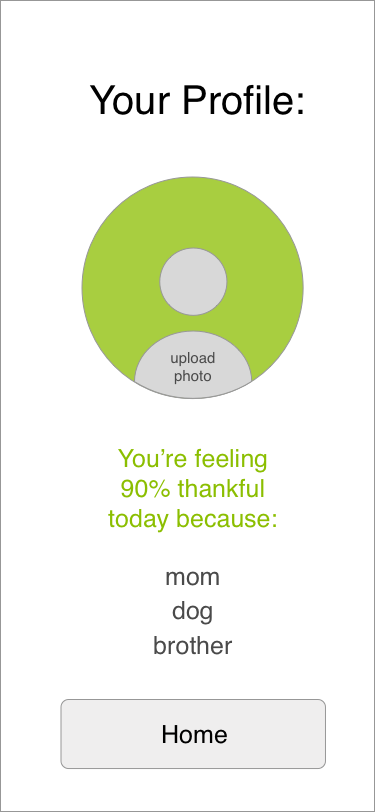 Your Profile:
upload
photo
You’re feeling
90% thankful
today because:
mom
dog
brother
Home